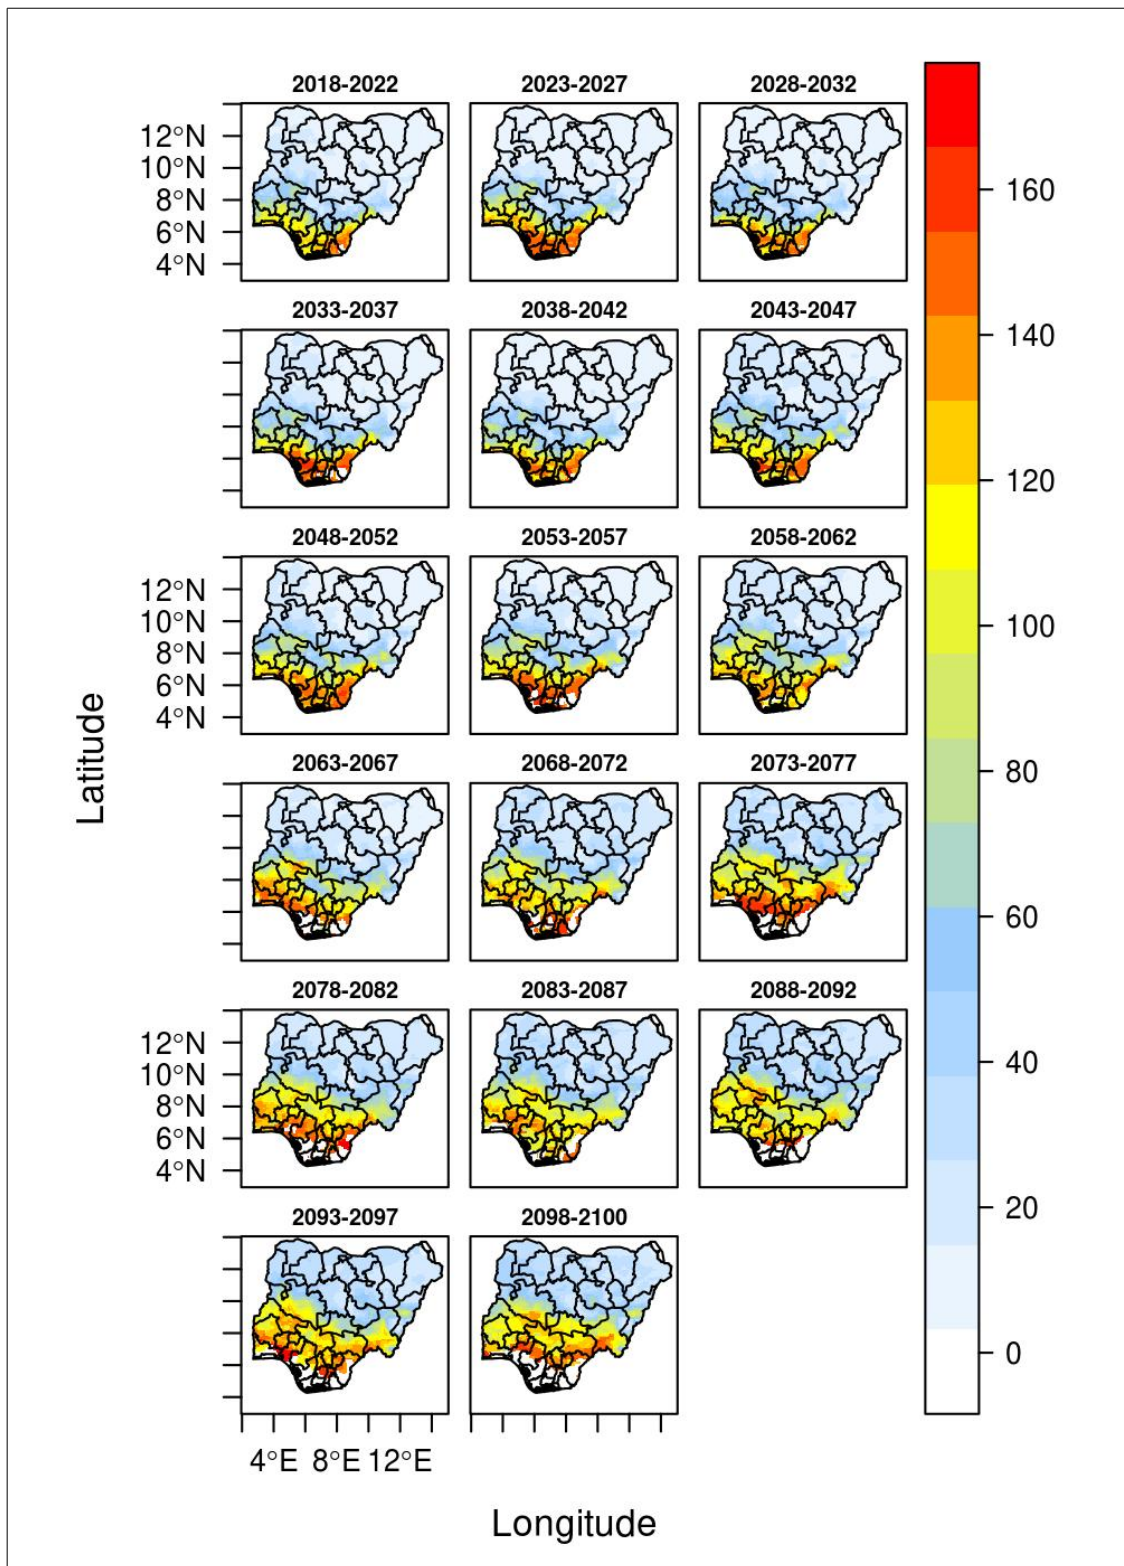 2018-2022 2023-2027 2028-2032
12°N
10°N
8°N
6°N
4°N
2033-2037 2038-2042 2043-2047
2048-2052 2053-2057 2058-2062
12°N
10°N
8°N
6°N
4°N
2063-2067 2068-2072 2073-2077
2078-2082 2083-2087 2088-2092
12°N
10°N
8°N
6°N
4°N
2093-2097 2098-2100
4°E 8°E 12°E
Longitude
Latitude
160
140
120
100
80
60
40
20
0